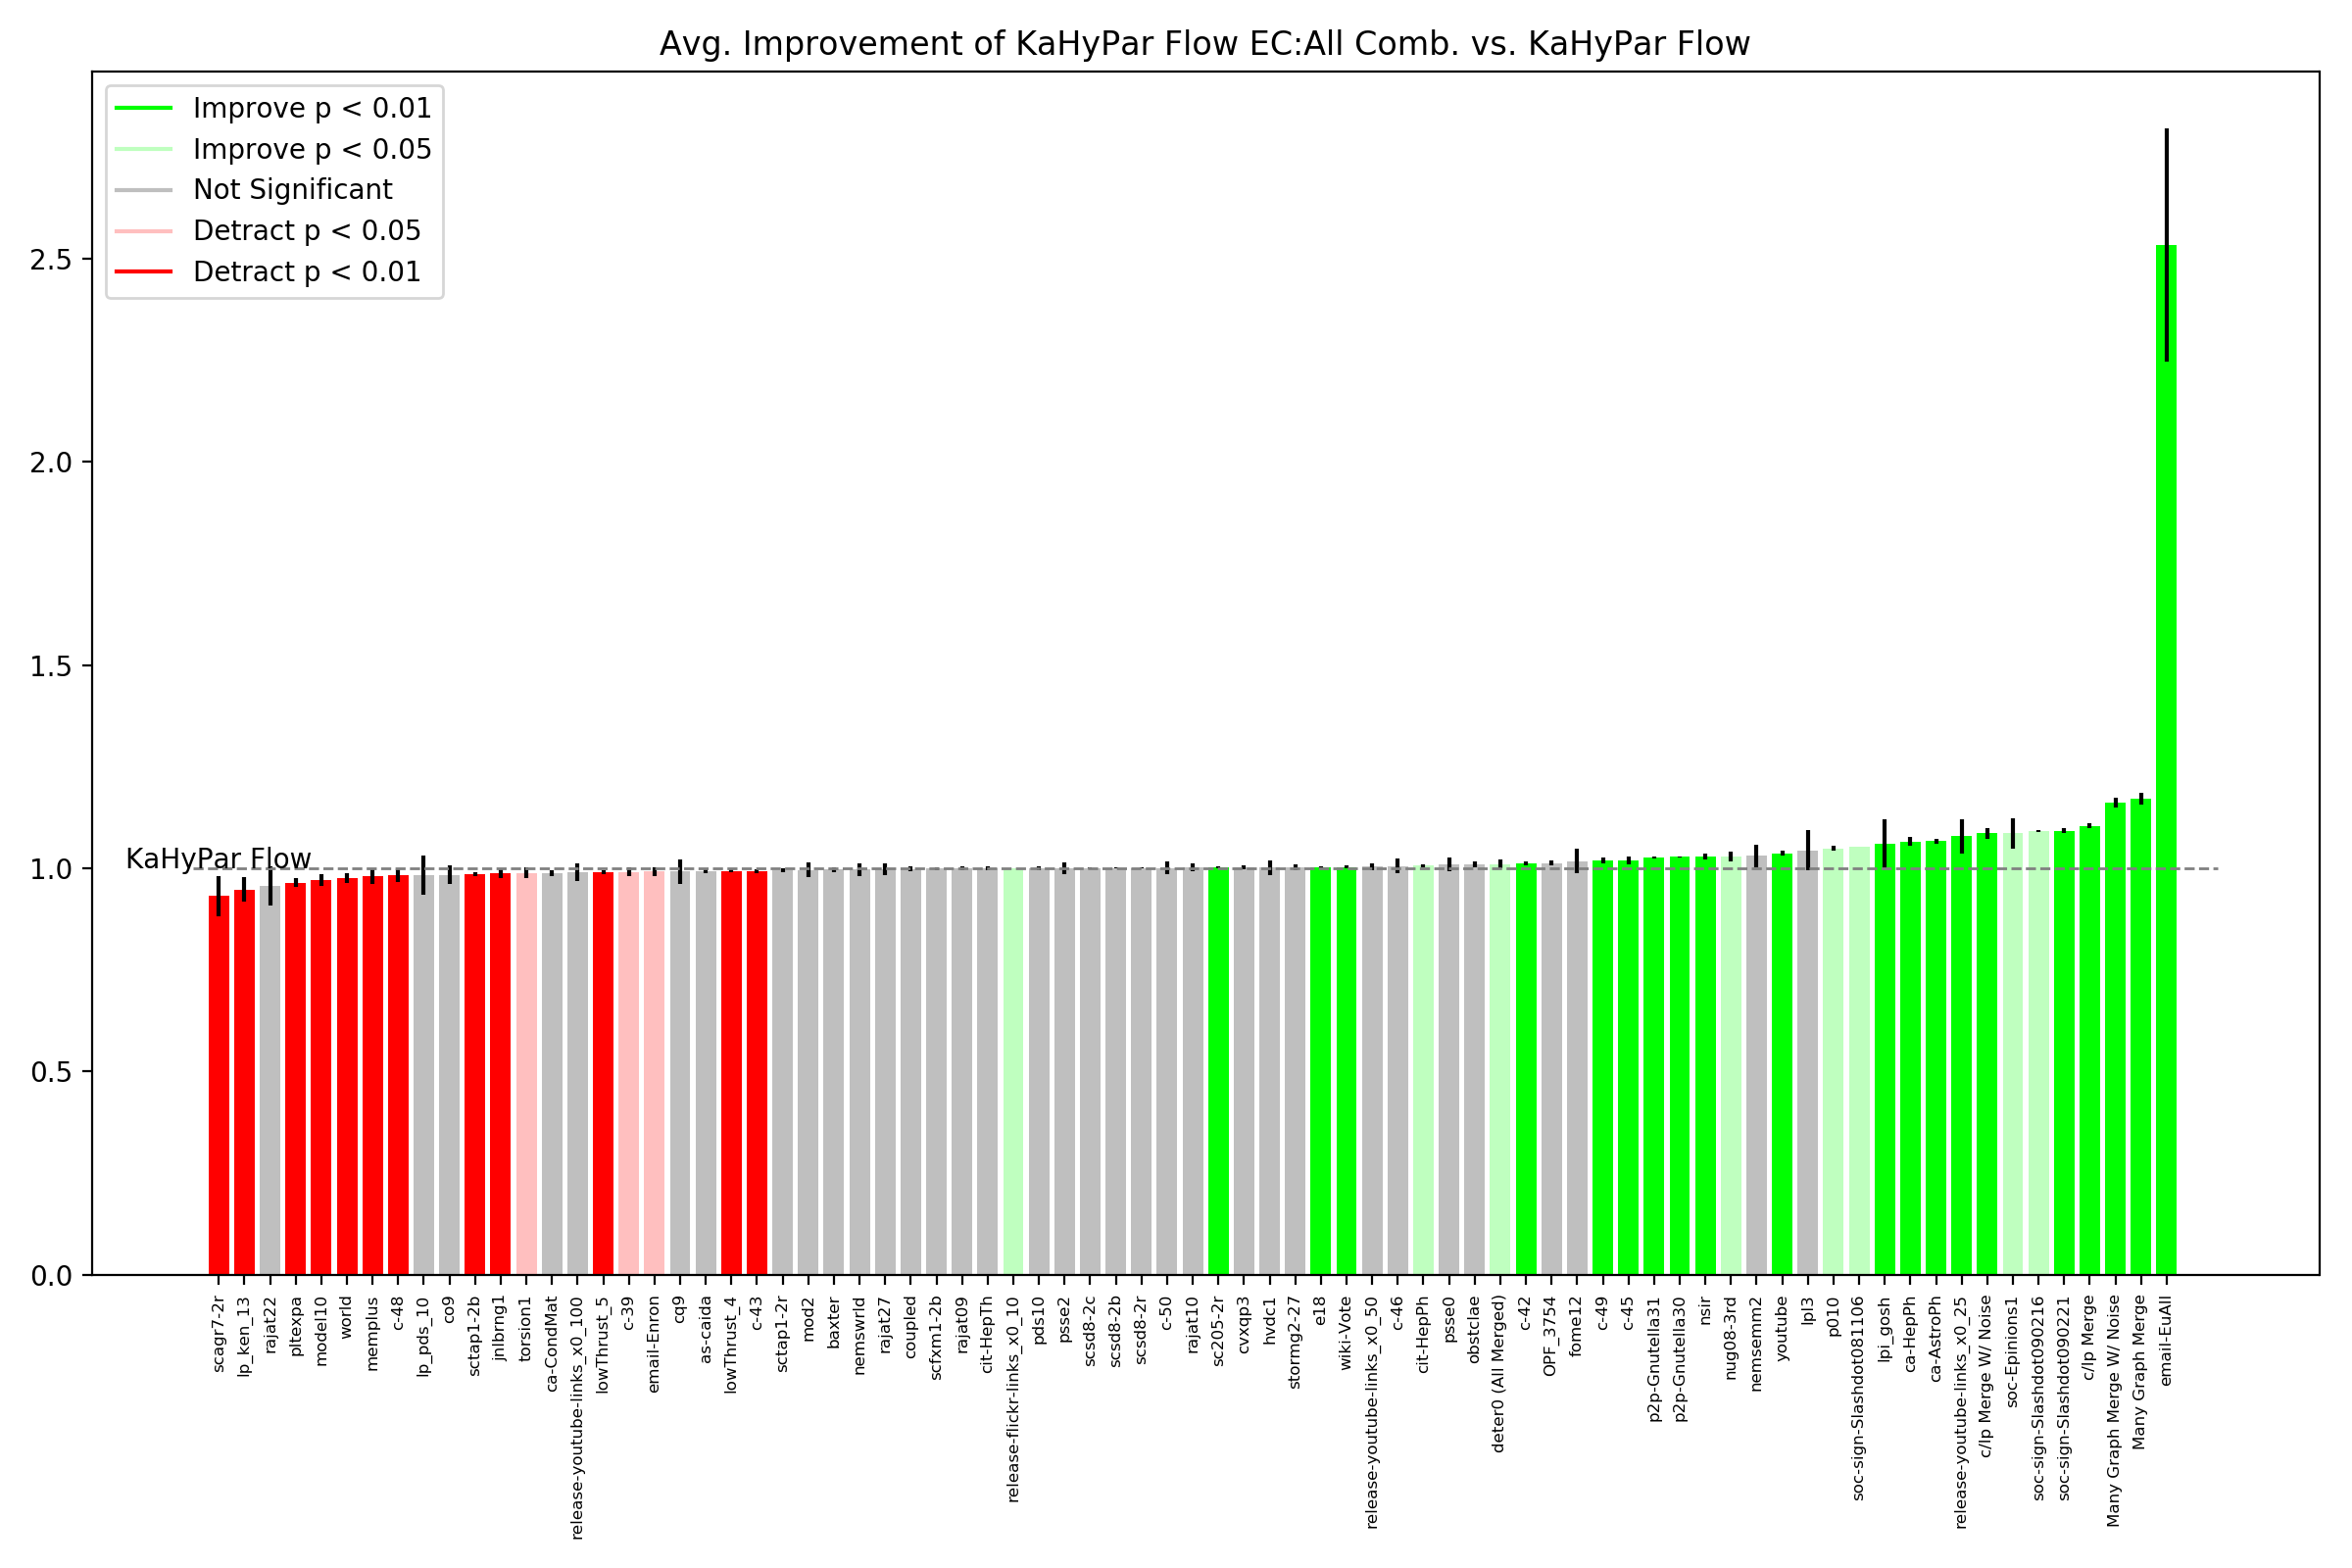 Avg. Improvement of KaHyPar Flow EC:All Comb. vs. KaHyPar Flow
Improve p < 0.01
Improve p < 0.05
Not Significant
Detract p < 0.05
Detract p < 0.01
2.5
2.0
1.5
1.0
0.5
0.0
KaHyPar Flow
scagr7-2r
lp_ken_13
rajat22
pltexpa
model10
world
memplus
c-48
lp_pds_10
co9
sctap1-2b
jnlbrng1
torsion1
ca-CondMat
release-youtube-links_x0_100
lowThrust_5
c-39
email-Enron
cq9
as-caida
lowThrust_4
c-43
sctap1-2r
mod2
baxter
nemswrld
rajat27
coupled
scfxm1-2b
rajat09
cit-HepTh
release-flickr-links_x0_10
pds10
psse2
scsd8-2c
scsd8-2b
scsd8-2r
c-50
rajat10
sc205-2r
cvxqp3
hvdc1
stormg2-27
e18
wiki-Vote
release-youtube-links_x0_50
c-46
cit-HepPh
psse0
obstclae
deter0 (All Merged)
c-42
OPF_3754
fome12
c-49
c-45
p2p-Gnutella31
p2p-Gnutella30
nsir
nug08-3rd
nemsemm2
youtube
lpl3
p010
soc-sign-Slashdot081106
lpi_gosh
ca-HepPh
ca-AstroPh
release-youtube-links_x0_25
c/lp Merge W/ Noise
soc-Epinions1
soc-sign-Slashdot090216
soc-sign-Slashdot090221
c/lp Merge
Many Graph Merge W/ Noise
Many Graph Merge
email-EuAll